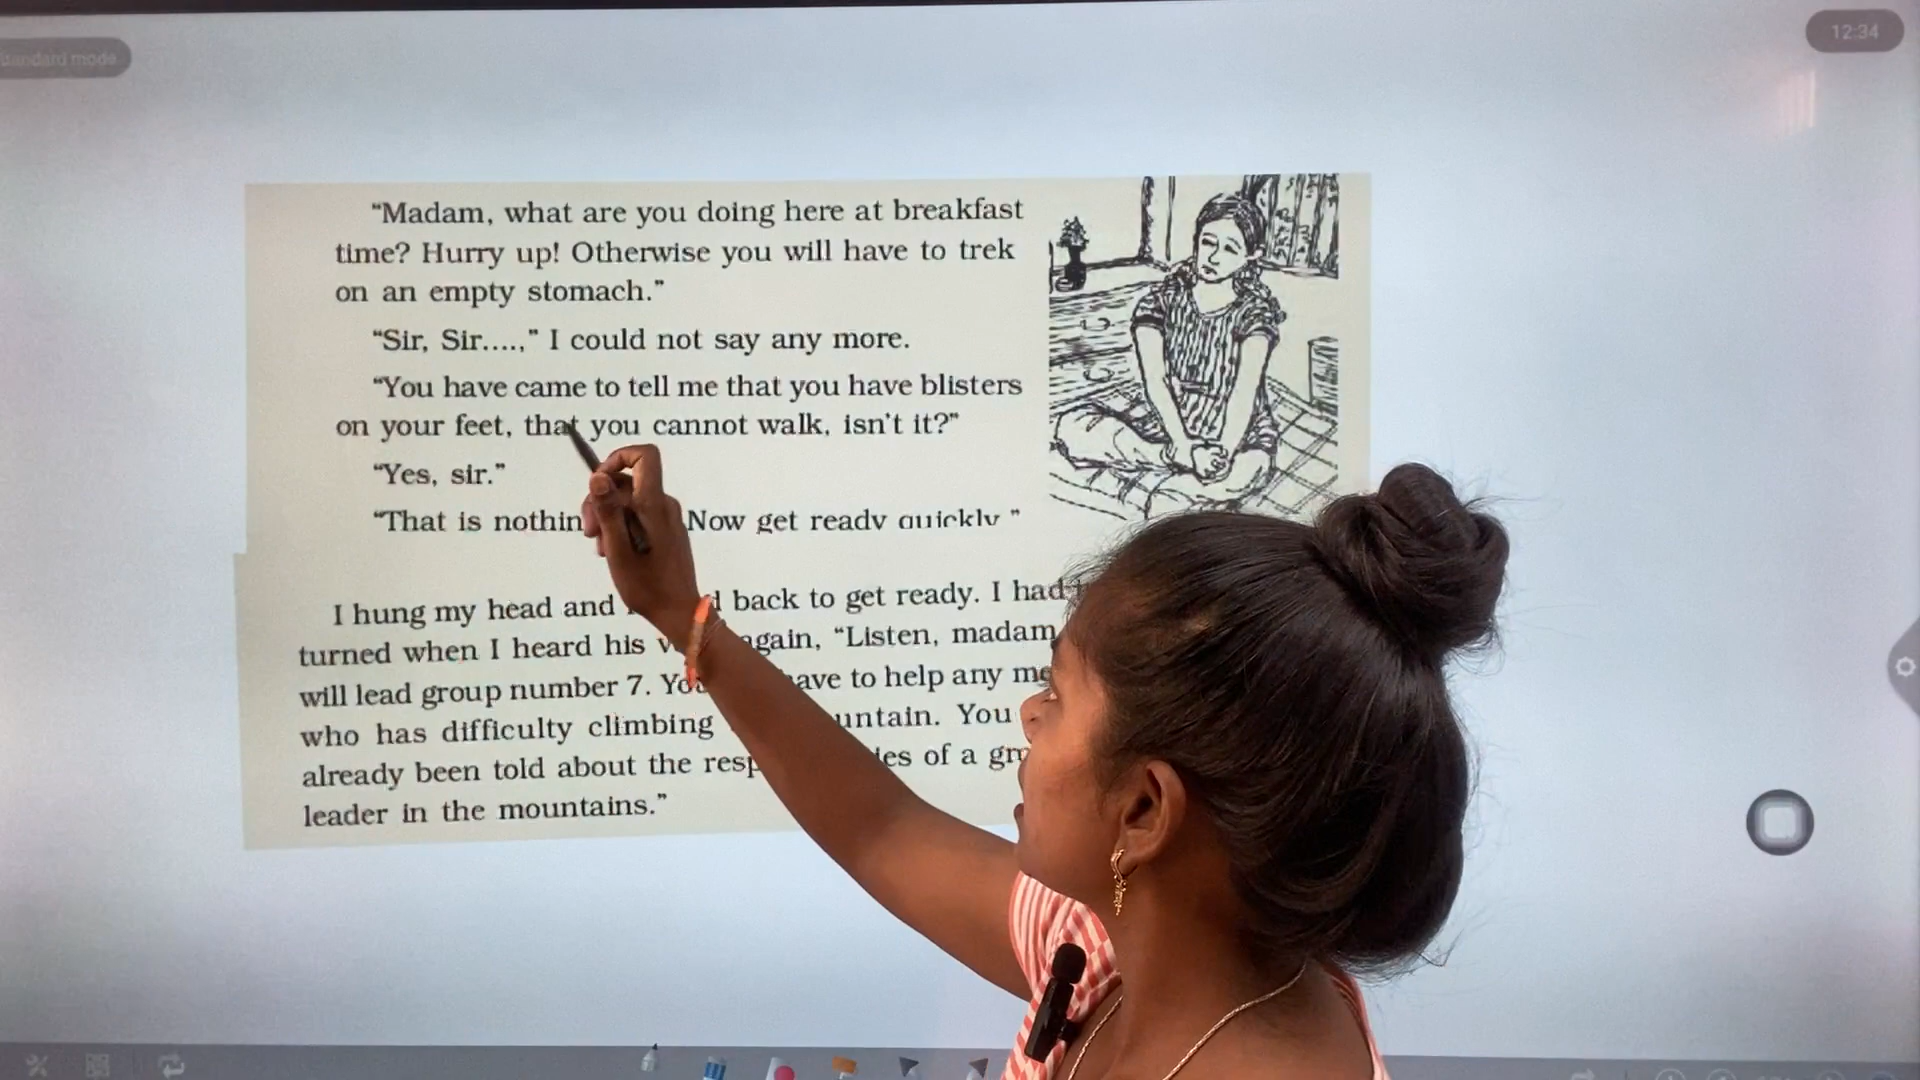 standard mode
12:34
“Madam, what are you doing here at breakfast
time? Hurry up! Otherwise you will have to trek
on an empty stomach.”
“Sir, Sir....,” I could not say any more.
“You have came to tell me that you have blisters
on your feet, that you cannot walk, isn't it?”
“Yes, sir.”
“That is Now get ready quickly ”
I hung my head and back to get ready. I had
turned when I heard his again, “Listen, madam
will lead group number 7. have to help any
who has difficulty climbing You
already been told about the of a
leader in the mountains.”